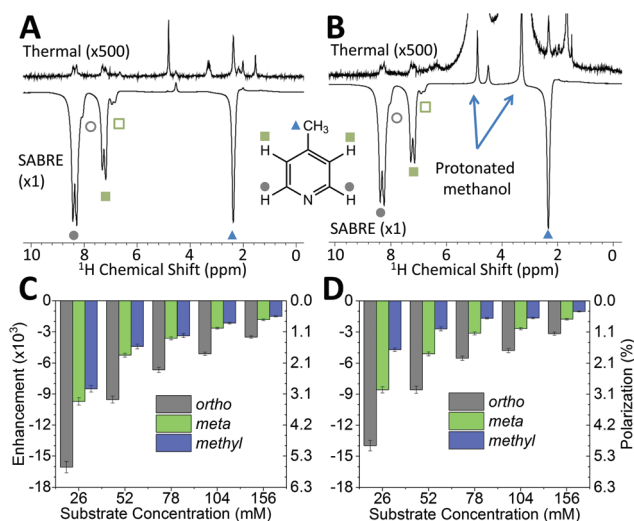 A
Thermal (x500)
SABRE
(x1)
10 8 6 4 2 0
¹H Chemical Shift (ppm)
CH₃
H H
H H
N
B
Thermal (x500)
Protonated
methanol
SABRE (x1)
10 8 6 4 2 0
¹H Chemical Shift (ppm)
C
Enhancement (x10³)
0
-3
-6
-9
-12
-15
-18
0.0
1.1
2.1
3.1
4.2
5.3
6.3
ortho
meta
methyl
26 52 78 104 156
Substrate Concentration (mM)
D
0
-3
-6
-9
-12
-15
-18
0.0
1.1
2.1
3.1
4.2
5.3
6.3
Polarization (%)
ortho
meta
methyl
26 52 78 104 156
Substrate Concentration (mM)